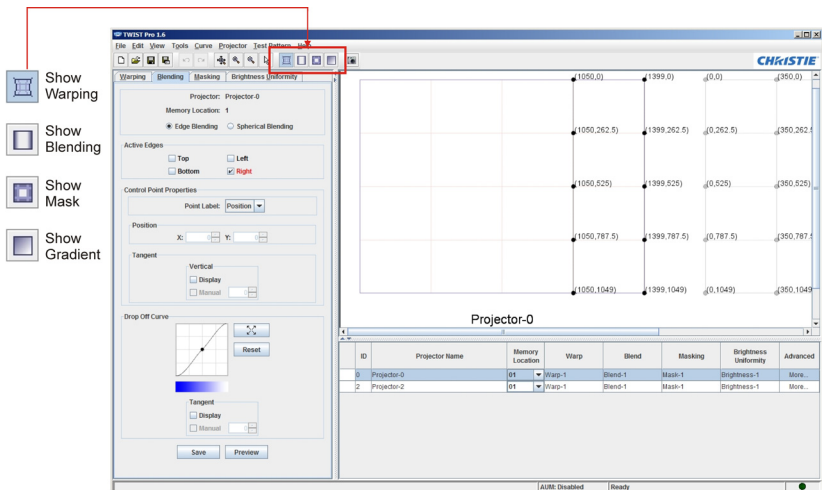 TWIST Pro 1.6
File Edit View Tools Curve Projector Test Pattern Help
CHRISTIE
Show
Warping
Show
Blending
Show
Mask
Show
Gradient
Warping Blending Masking Brightness Uniformity
Projector: Projector-0
Memory Location: 1
Edge Blending Spherical Blending
Active Edges
Top Left
Bottom Right
Control Point Properties
Point Label: Position
Position
X: 0 Y: 0
Tangent
Vertical
Display
Manual 0
Drop Off Curve
Reset
Tangent
Display
Manual 0
Save Preview
(1050,0) (1399,0) (0,0) (350,0)
(1050,262.5) (1399,262.5) (0,262.5) (350,262.5
(1050,525) (1399,525) (0,525) (350,525)
(1050,787.5) (1399,787.5) (0,787.5) (350,787.5
(1050,1049) (1399,1049) (0,1049) (350,1049
Projector-0
ID Projector Name Memory Location Warp Blend Masking Brightness Uniformity Advanced
0 Projector-0 01 Warp-1 Blend-1 Mask-1 Brightness-1 More...
2 Projector-2 01 Warp-1 Blend-1 Mask-1 Brightness-1 More...
AUM: Disabled Ready